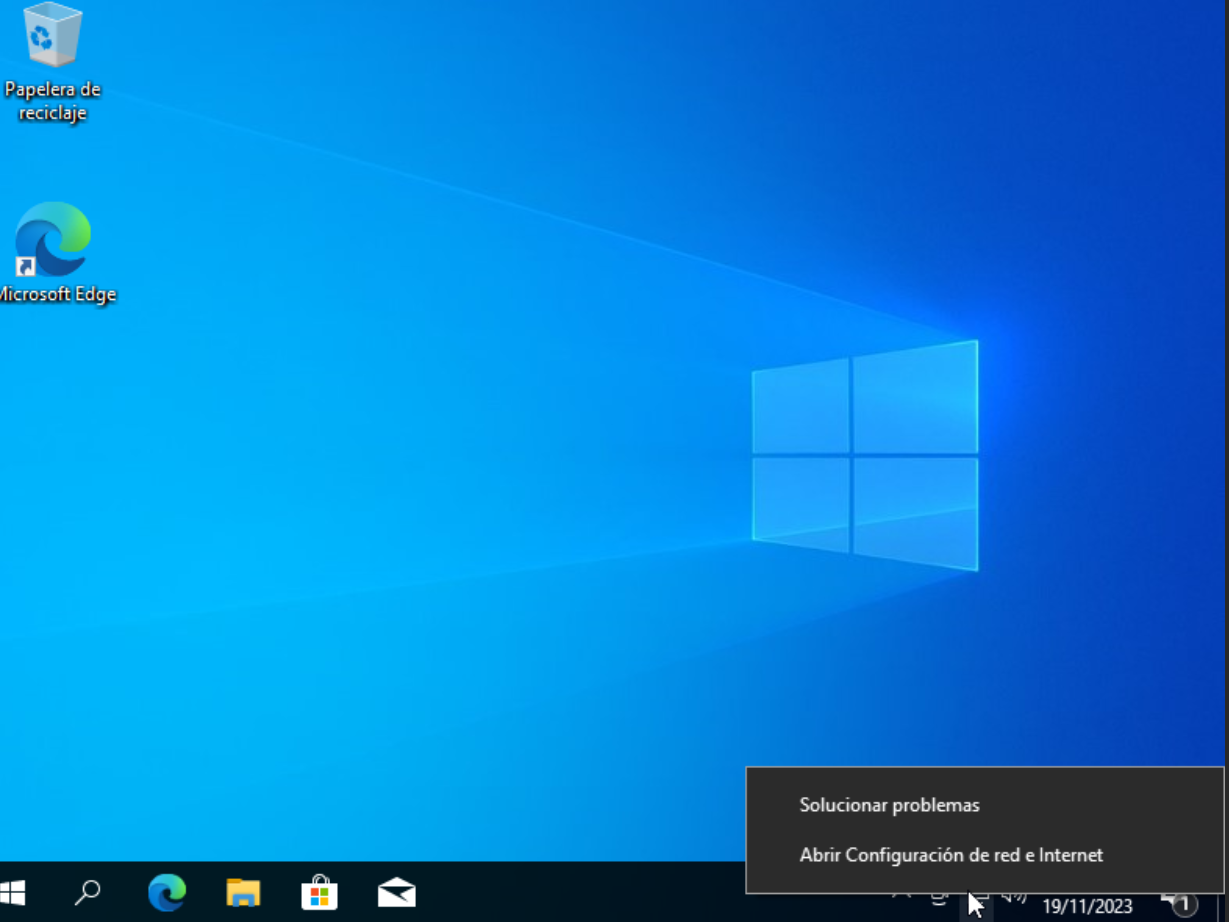 Papelera de
reciclaje
Microsoft Edge
Solucionar problemas
Abrir Configuración de red e Internet
19/11/2023
1